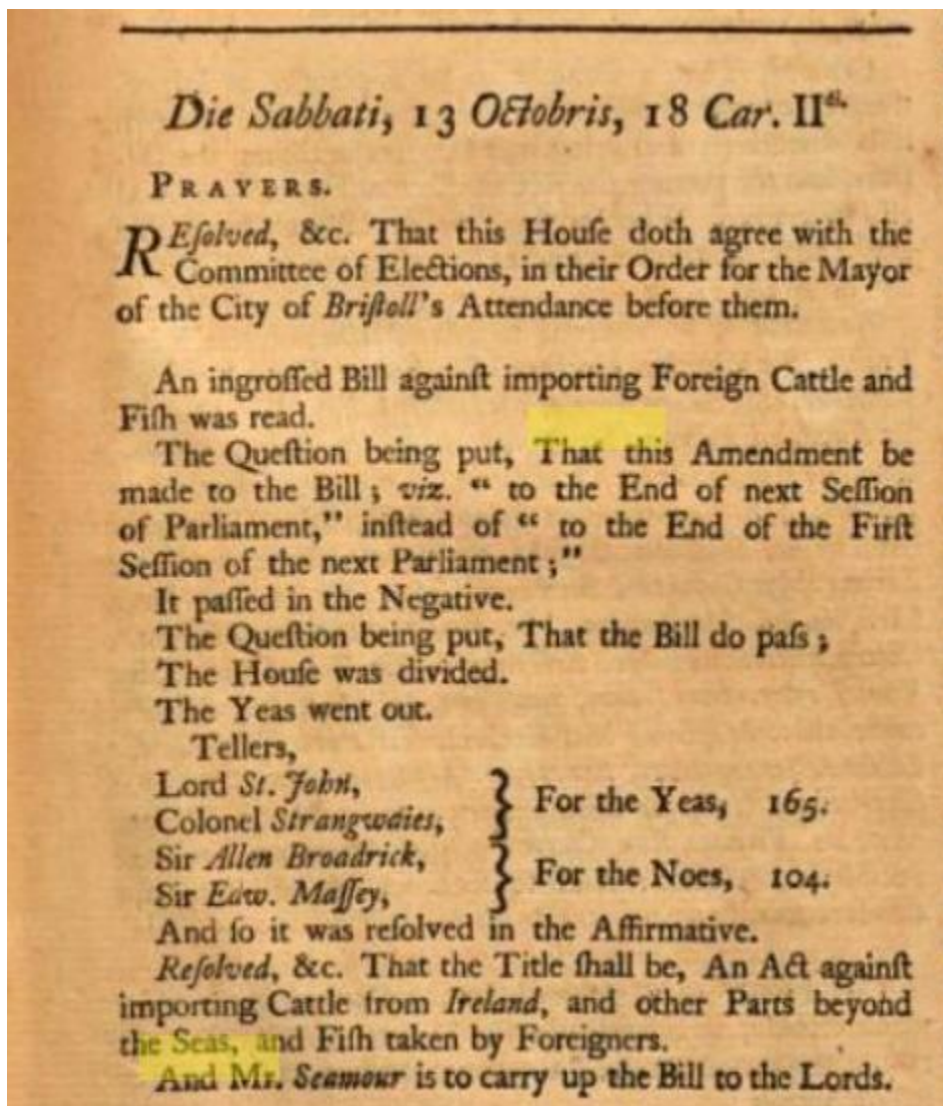 Die Sabbati, 13 Octobris, 18 Car. IIdi.
PRAYERS.
REſolved, &c. That this Houſe doth agree with the
Committee of Elections, in their Order for the Mayor
of the City of Briſtoll's Attendance before them.
An ingroſſed Bill againſt importing Foreign Cattle and
Fiſh was read.
The Queſtion being put, That this Amendment be
made to the Bill; viz. “ to the End of next Seſſion
of Parliament,” inſtead of “ to the End of the Firſt
Seſſion of the next Parliament;”
It paſſed in the Negative.
The Queſtion being put, That the Bill do paſs;
The Houſe was divided.
The Yeas went out.
Tellers,
Lord St. John,
Colonel Strangwaies, } For the Yeas, 165.
Sir Allen Broadrick,
Sir Edw. Maſſey, } For the Noes, 104.
And ſo it was reſolved in the Affirmative.
Reſolved, &c. That the Title ſhall be, An Act againſt
importing Cattle from Ireland, and other Parts beyond
the Seas, and Fiſh taken by Foreigners.
And Mr. Seamour is to carry up the Bill to the Lords.